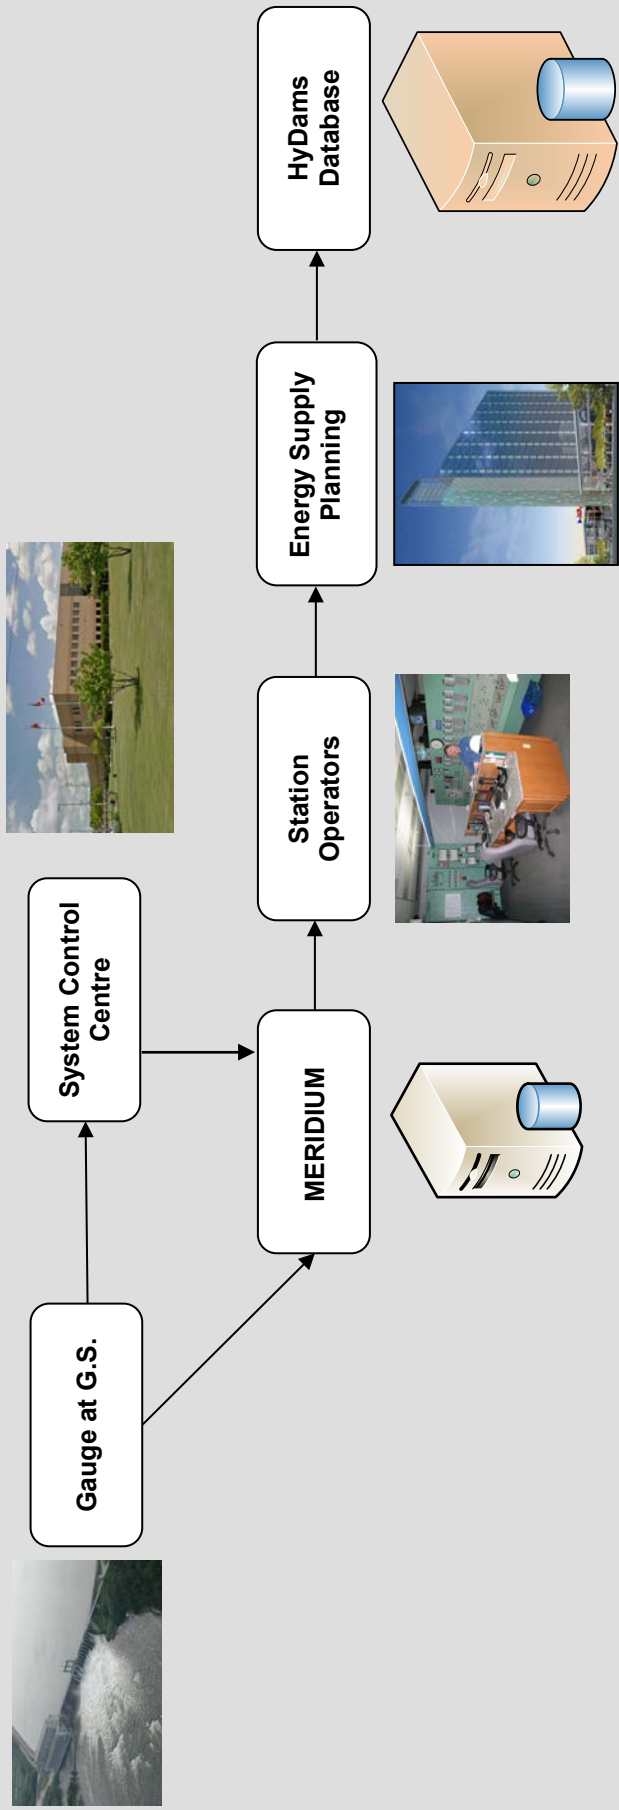 Gauge at G.S.
System Control
Centre
MERIDIUM
Station
Operators
Energy Supply
Planning
HyDams
Database